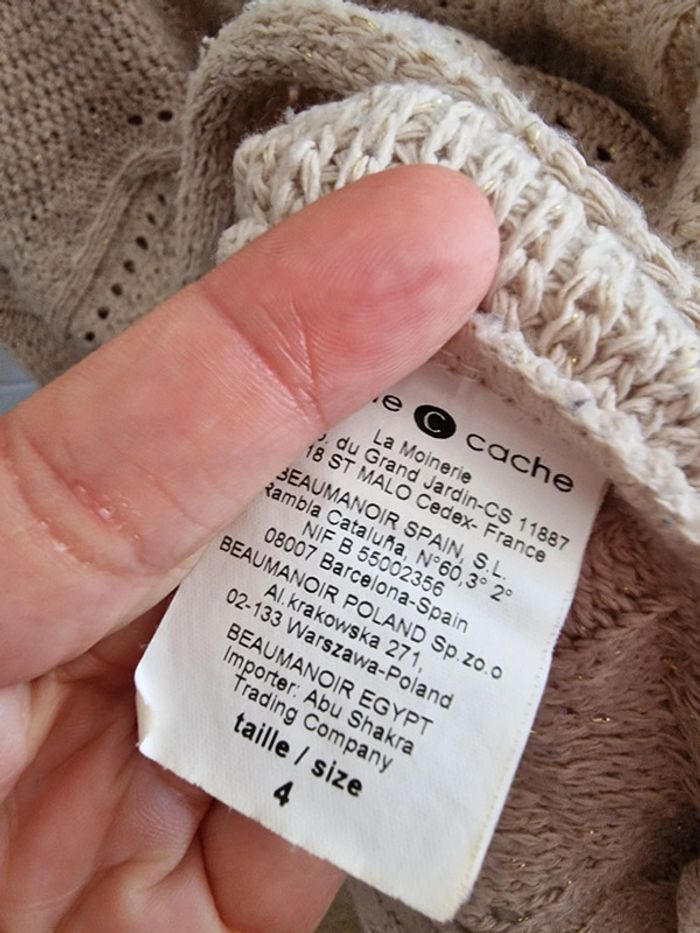 C cache
La Moinerie
du Grand Jardin-CS 11887
18 ST MALO Cedex- France
BEAUMANOIR SPAIN, S.L.
Rambla Cataluña, N°60,3° 2°
NIF B 55002356
08007 Barcelona-Spain
BEAUMANOIR POLAND Sp.zo.o
Al.krakowska 271,
02-133 Warszawa-Poland
BEAUMANOIR EGYPT
Importer: Abu Shakra
Trading Company
taille / size
4